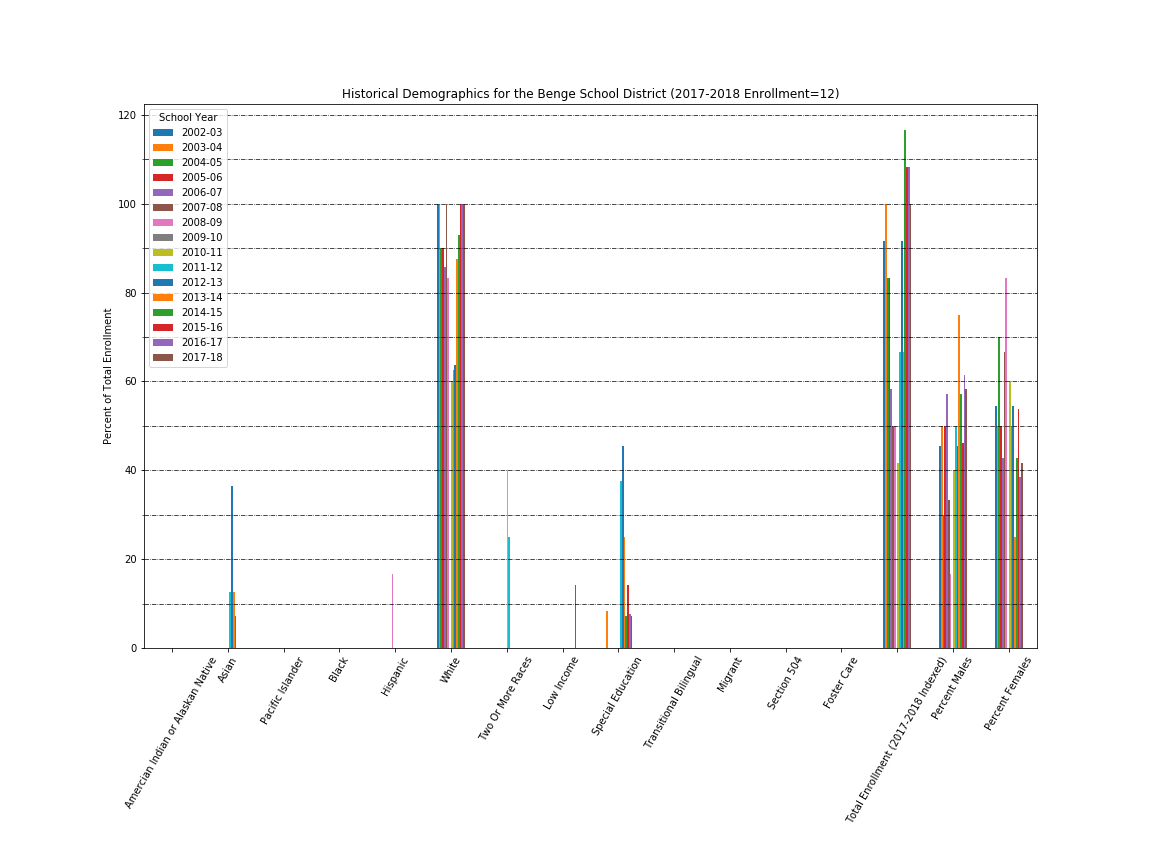 Historical Demographics for the Benge School District (2017-2018 Enrollment=12)
120
100
80
60
40
20
0
Percent of Total Enrollment
School Year
2002-03
2003-04
2004-05
2005-06
2006-07
2007-08
2008-09
2009-10
2010-11
2011-12
2012-13
2013-14
2014-15
2015-16
2016-17
2017-18
Amercian Indian or Alaskan Native
Asian
Pacific Islander
Black
Hispanic
White
Two Or More Races
Low Income
Special Education
Transitional Bilingual
Migrant
Section 504
Foster Care
Total Enrollment (2017-2018 Indexed)
Percent Males
Percent Females